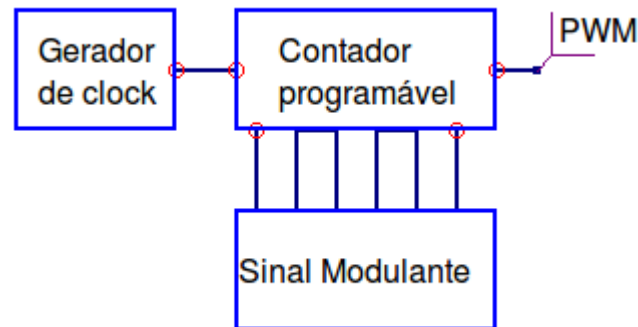 Gerador
de clock
Contador
programável
PWM
Sinal Modulante